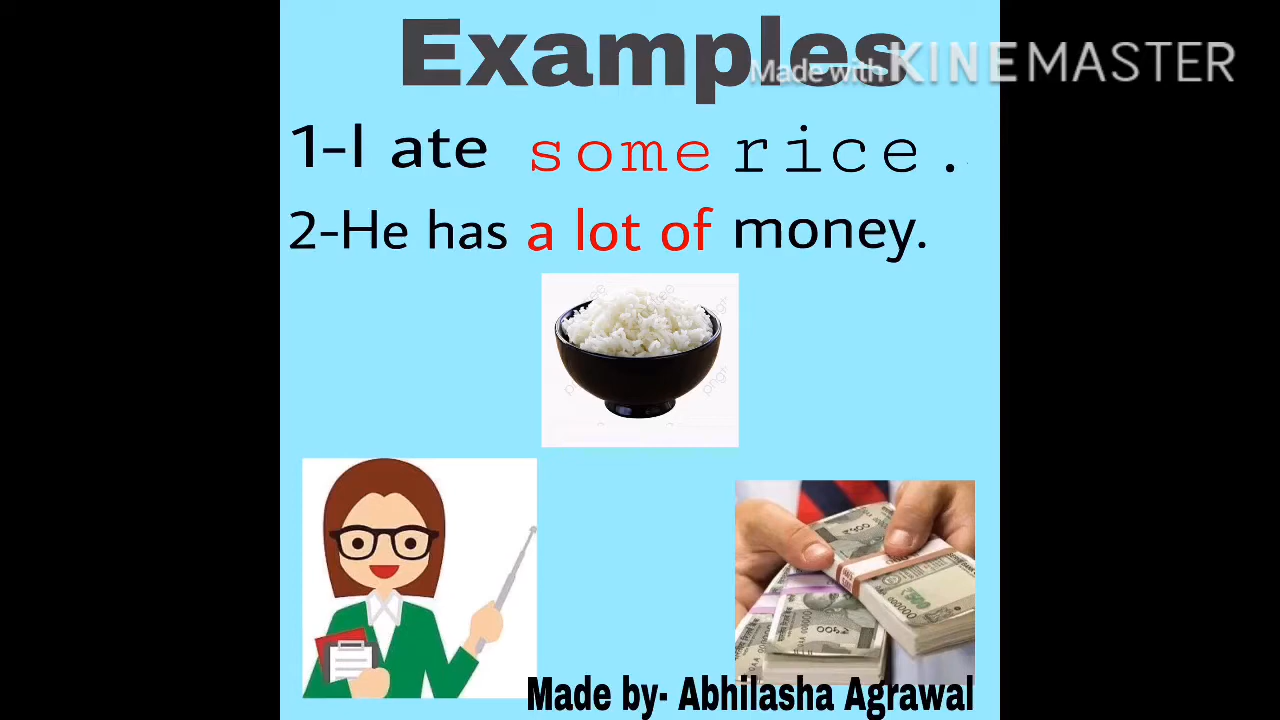 Examples
Made with KINEMASTER
1-I ate some rice.
2-He has a lot of money.
Made by- Abhilasha Agrawal